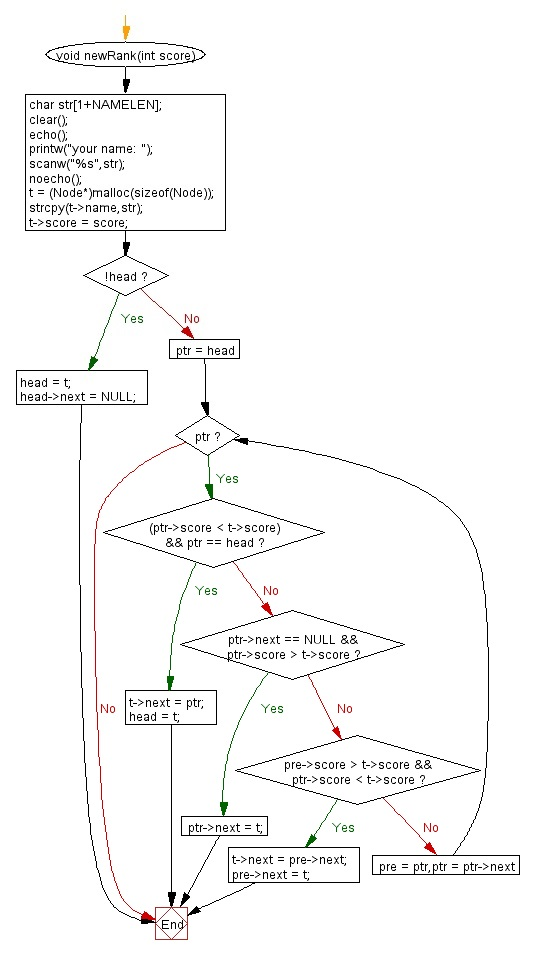 void newRank(int score)
char str[1+NAMELEN];
clear();
echo();
printw("your name: ");
scanw("%s",str);
noecho();
t = (Node*)malloc(sizeof(Node));
strcpy(t->name,str);
t->score = score;
!head ?
Yes
No
ptr = head
head = t;
head->next = NULL;
ptr ?
Yes
(ptr->score < t->score)
&& ptr == head ?
Yes
No
ptr->next == NULL &&
ptr->score > t->score ?
t->next = ptr;
head = t;
No
Yes
No
pre->score > t->score &&
ptr->score < t->score ?
ptr->next = t;
Yes
No
t->next = pre->next;
pre->next = t;
pre = ptr,ptr = ptr->next
End